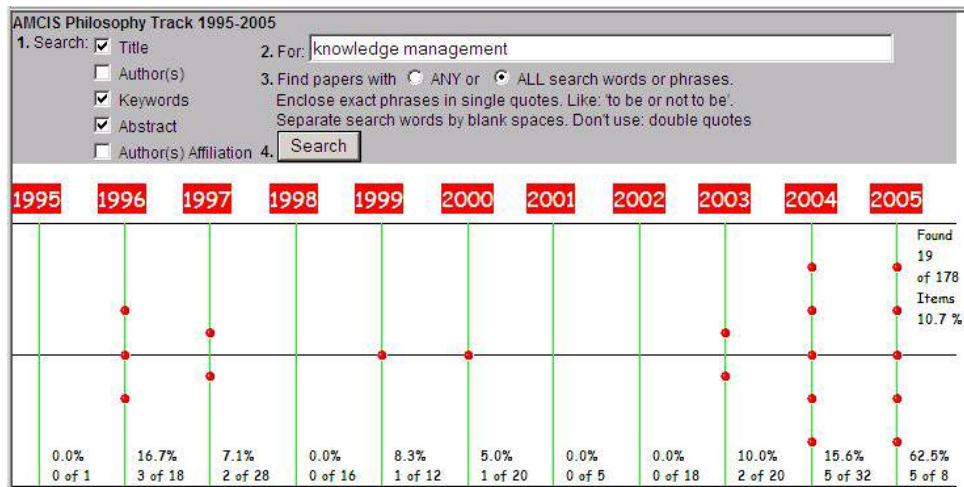 AMCIS Philosophy Track 1995-2005
1. Search: Title
2. For: knowledge management
Author(s)
3. Find papers with ANY or ALL search words or phrases.
Keywords
Enclose exact phrases in single quotes. Like: 'to be or not to be'.
Abstract
Separate search words by blank spaces. Don't use: double quotes
Author(s) Affiliation
4. Search
1995 1996 1997 1998 1999 2000 2001 2002 2003 2004 2005
Found
19
of 178
Items
10.7 %
0.0% 16.7% 7.1% 0.0% 8.3% 5.0% 0.0% 0.0% 10.0% 15.6% 62.5%
0 of 1 3 of 18 2 of 28 0 of 16 1 of 12 1 of 20 0 of 5 0 of 18 2 of 20 5 of 32 5 of 8